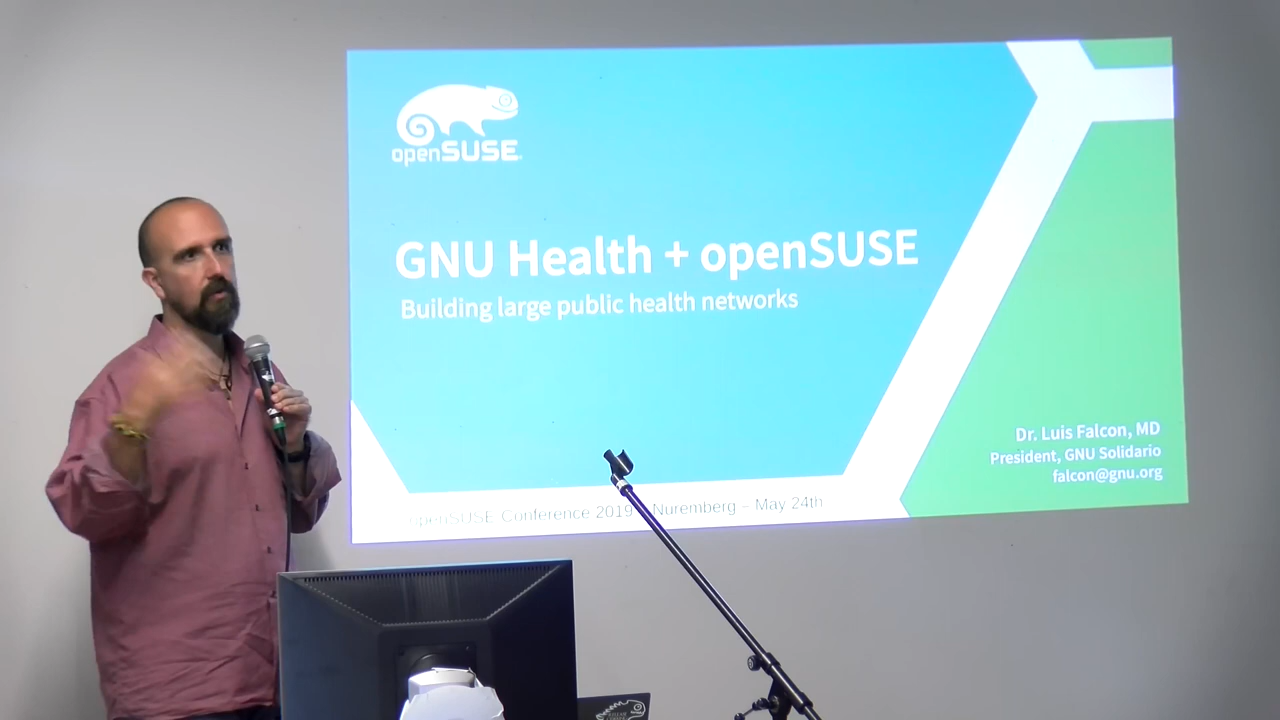 openSUSE
GNU Health + openSUSE
Building large public health networks
Dr. Luis Falcon, MD
President, GNU Solidario
falcon@gnu.org
openSUSE Conference 2019 Nuremberg – May 24th